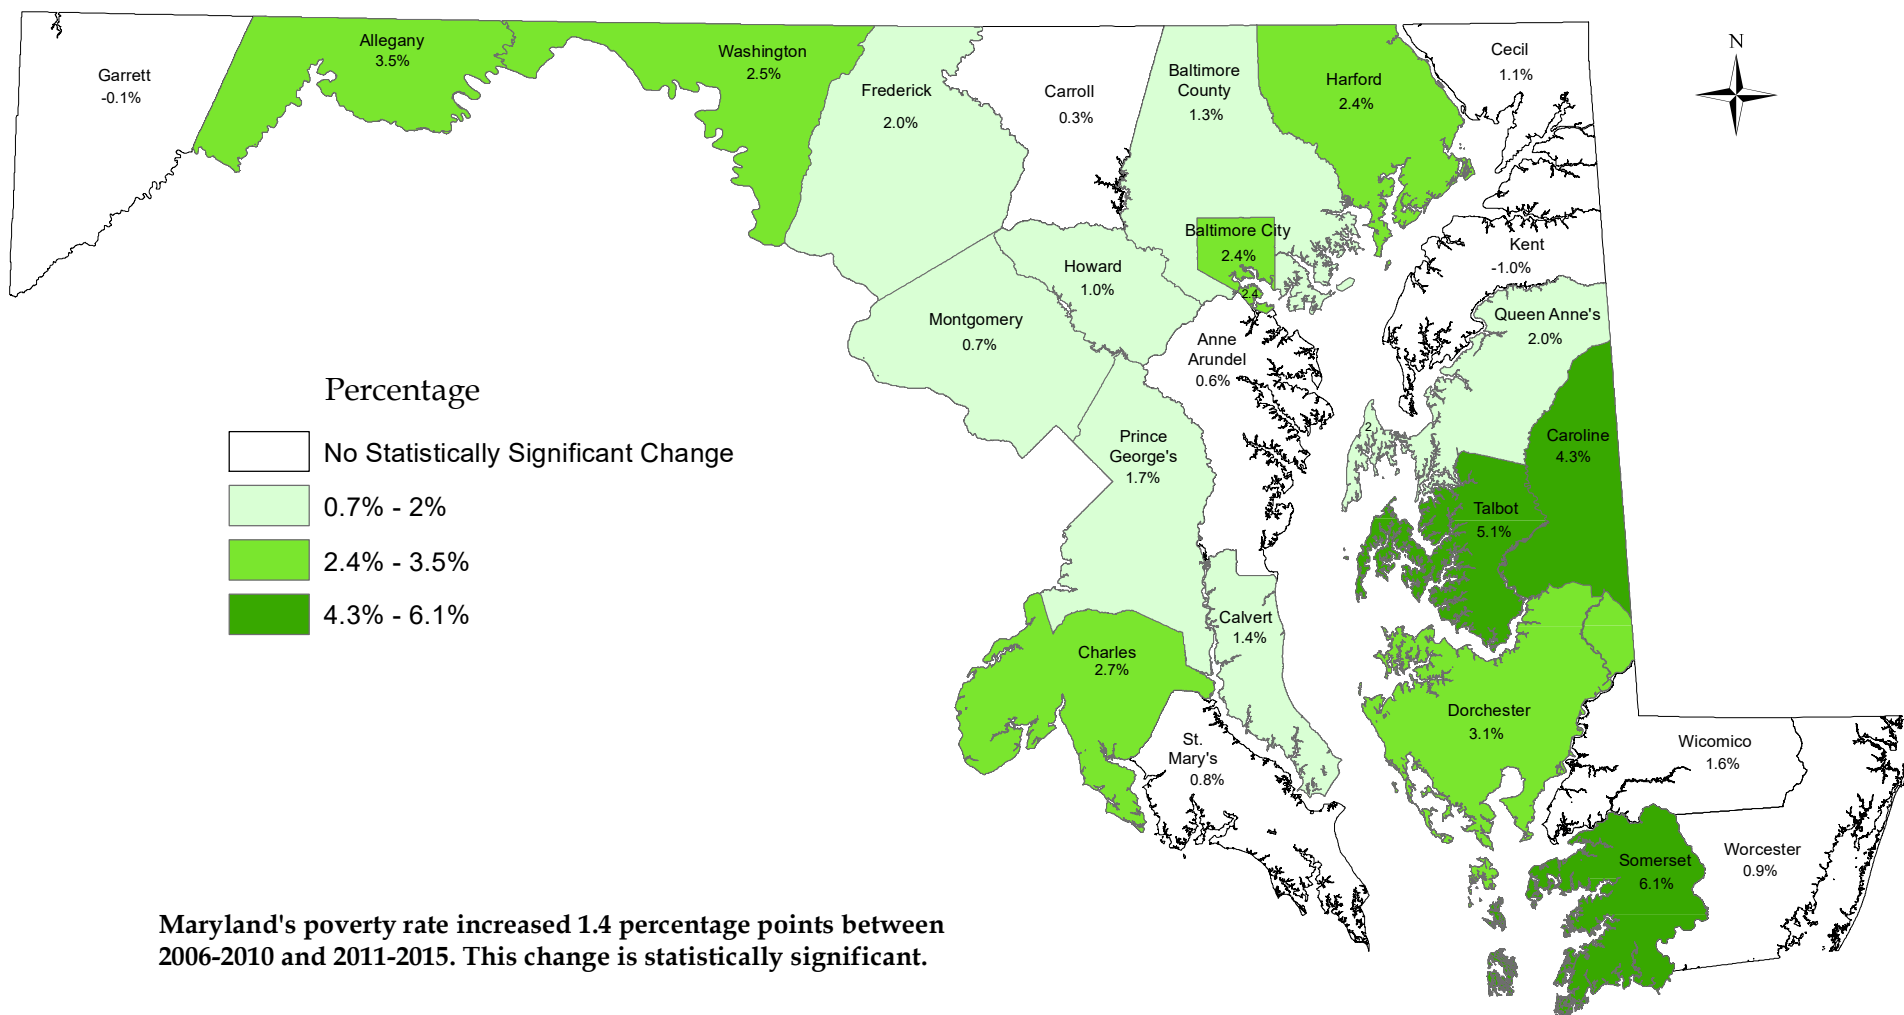 N
Garrett
-0.1%
Allegany
3.5%
Washington
2.5%
Frederick
2.0%
Carroll
0.3%
Baltimore
County
1.3%
Harford
2.4%
Cecil
1.1%
Baltimore City
2.4%
2.4
Kent
-1.0%
Howard
1.0%
Montgomery
0.7%
Anne
Arundel
0.6%
Queen Anne's
2.0%
2.
Prince
George's
1.7%
Caroline
4.3%
Talbot
5.1%
Calvert
1.4%
Charles
2.7%
St.
Mary's
0.8%
Dorchester
3.1%
Wicomico
1.6%
Somerset
6.1%
Worcester
0.9%
Percentage
No Statistically Significant Change
0.7% - 2%
2.4% - 3.5%
4.3% - 6.1%
Maryland's poverty rate increased 1.4 percentage points between
2006-2010 and 2011-2015. This change is statistically significant.